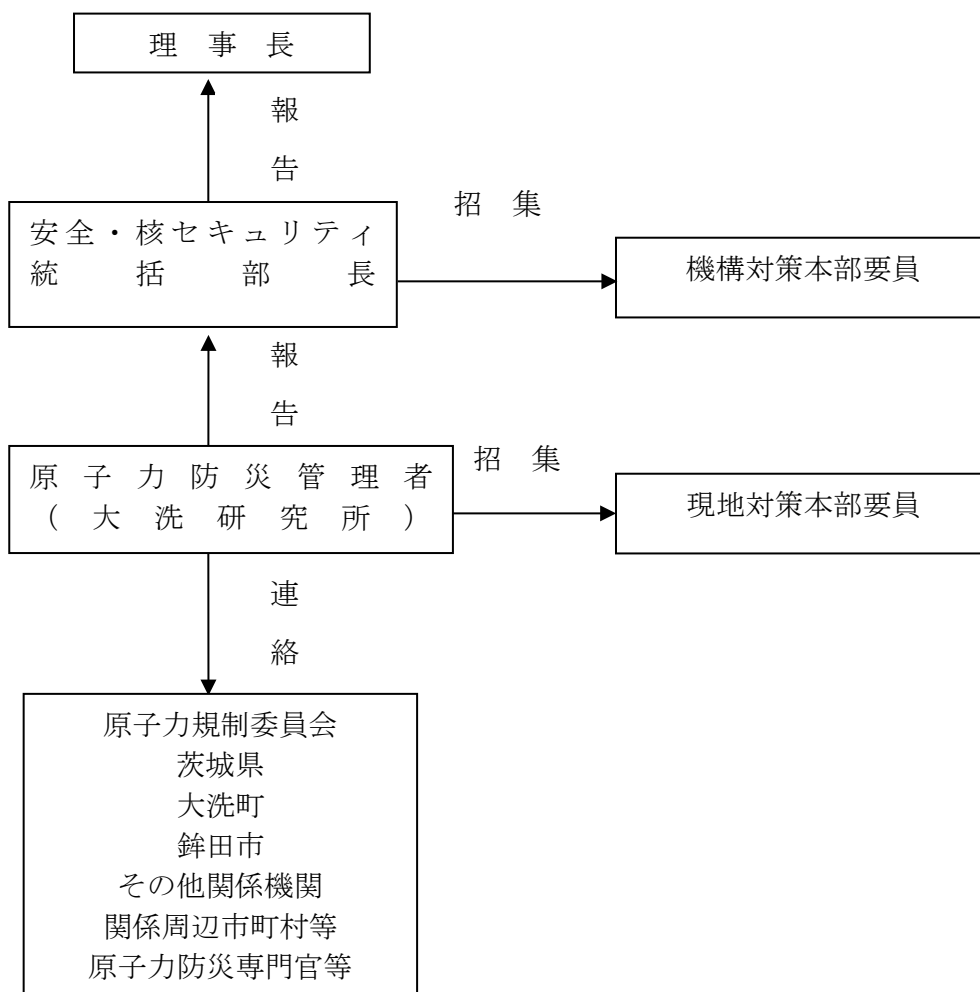 理事長
報
告
招集
安全・核セキュリティ
統括部長
機構対策本部要員
報
告
招集
原子力防災管理者
（大洗研究所）
現地対策本部要員
連
絡
原子力規制委員会
茨城県
大洗町
鉾田市
その他関係機関
関係周辺市町村等
原子力防災専門官等